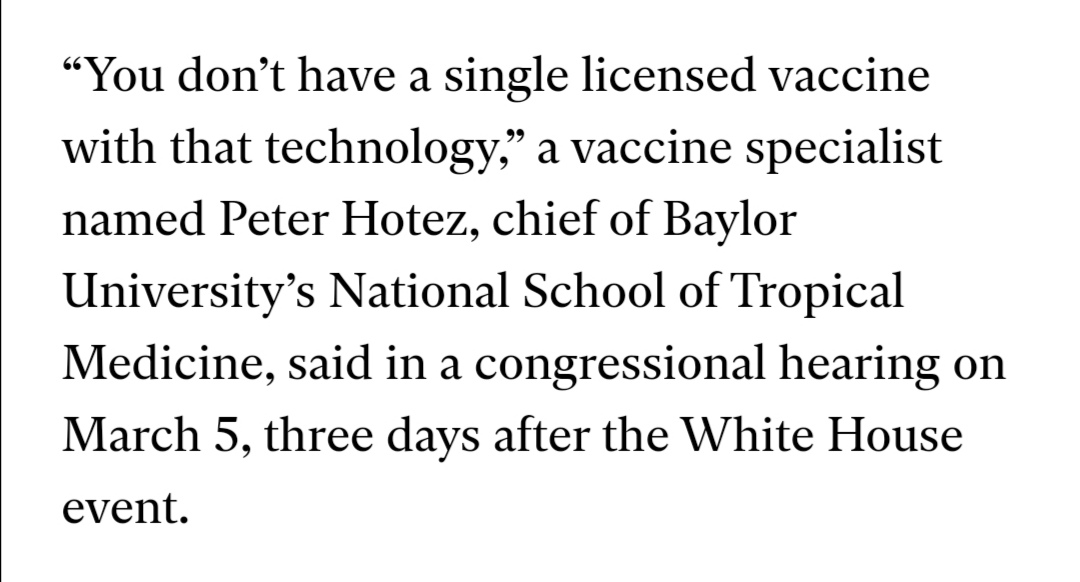 “You don’t have a single licensed vaccine
with that technology,” a vaccine specialist
named Peter Hotez, chief of Baylor
University’s National School of Tropical
Medicine, said in a congressional hearing on
March 5, three days after the White House
event.